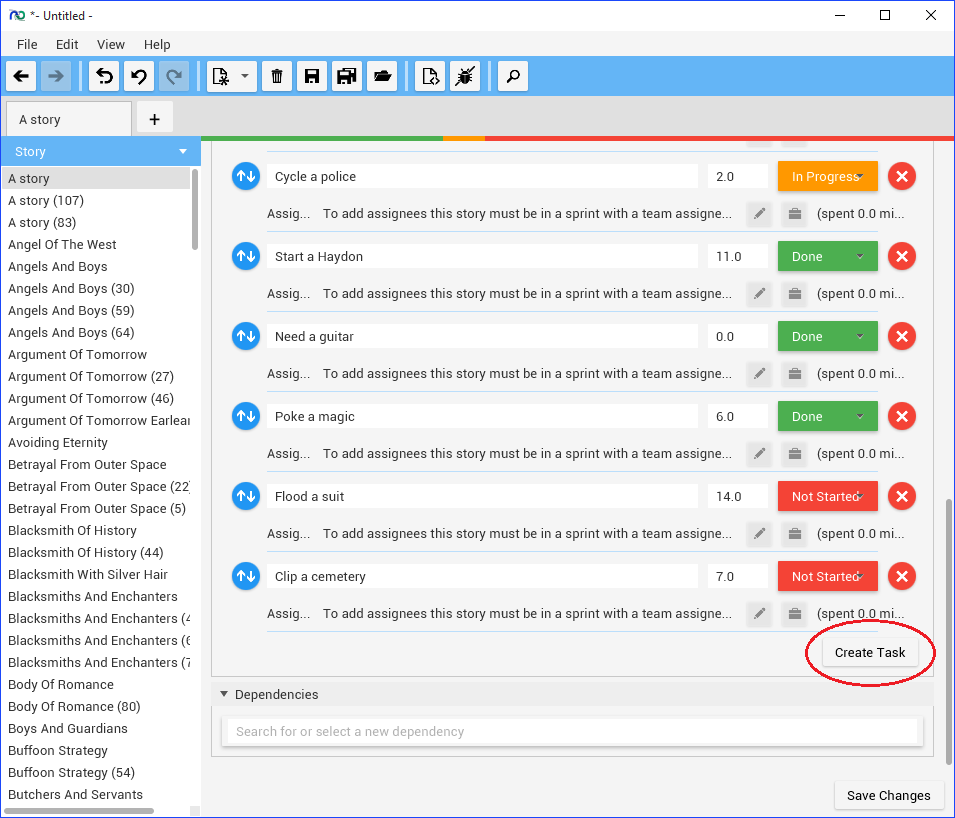 *- Untitled -
File Edit View Help
A story +
Story
A story
A story (107)
A story (83)
Angel Of The West
Angels And Boys
Angels And Boys (30)
Angels And Boys (59)
Angels And Boys (64)
Argument Of Tomorrow
Argument Of Tomorrow (27)
Argument Of Tomorrow (46)
Argument Of Tomorrow Earlear
Avoiding Eternity
Betrayal From Outer Space
Betrayal From Outer Space (22
Betrayal From Outer Space (5)
Blacksmith Of History
Blacksmith Of History (44)
Blacksmith With Silver Hair
Blacksmiths And Enchanters
Blacksmiths And Enchanters (4
Blacksmiths And Enchanters (6
Blacksmiths And Enchanters (7
Body Of Romance
Body Of Romance (80)
Boys And Guardians
Buffoon Strategy
Buffoon Strategy (54)
Butchers And Servants
Cycle a police 2.0 In Progress
Assig... To add assignees this story must be in a sprint with a team assigne... (spent 0.0 mi...
Start a Haydon 11.0 Done
Assig... To add assignees this story must be in a sprint with a team assigne... (spent 0.0 mi...
Need a guitar 0.0 Done
Assig... To add assignees this story must be in a sprint with a team assigne... (spent 0.0 mi...
Poke a magic 6.0 Done
Assig... To add assignees this story must be in a sprint with a team assigne... (spent 0.0 mi...
Flood a suit 14.0 Not Started
Assig... To add assignees this story must be in a sprint with a team assigne... (spent 0.0 mi...
Clip a cemetery 7.0 Not Started
Assig... To add assignees this story must be in a sprint with a team assigne... (spent 0.0 mi...
Create Task
Dependencies
Search for or select a new dependency
Save Changes